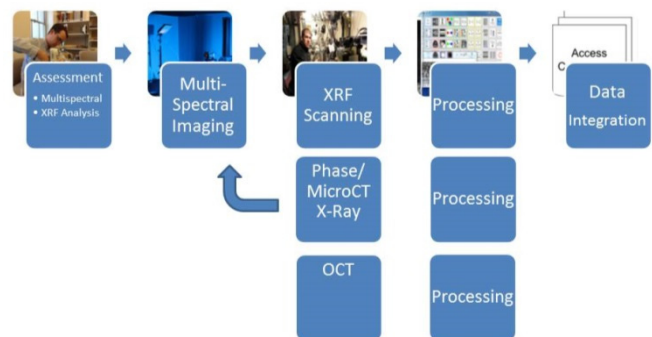 Assessment
• Multispectral
• XRF Analysis
Multi-
Spectral
Imaging
XRF
Scanning
Processing
Access
Data
Integration
Phase/
MicroCT
X-Ray
Processing
OCT
Processing